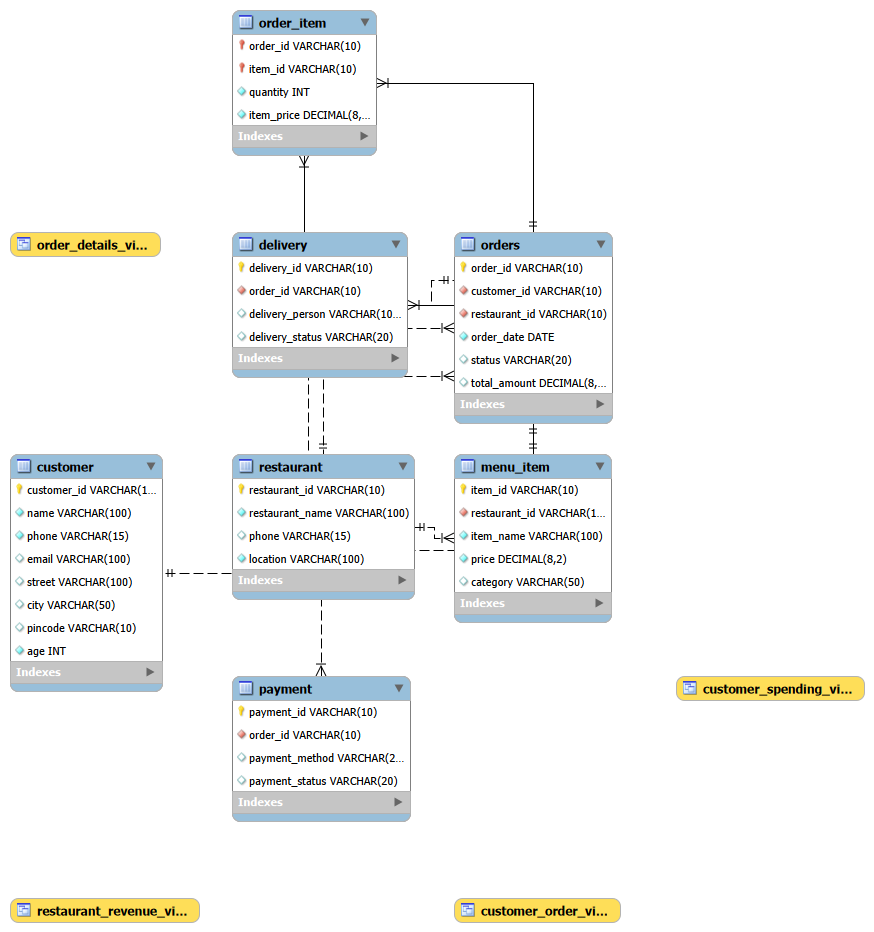 order_item
order_id VARCHAR(10)
item_id VARCHAR(10)
quantity INT
item_price DECIMAL(8,...
Indexes
order_details_vi...
delivery
delivery_id VARCHAR(10)
order_id VARCHAR(10)
delivery_person VARCHAR(10...
delivery_status VARCHAR(20)
Indexes
orders
order_id VARCHAR(10)
customer_id VARCHAR(10)
restaurant_id VARCHAR(10)
order_date DATE
status VARCHAR(20)
total_amount DECIMAL(8,...
Indexes
customer
customer_id VARCHAR(1...
name VARCHAR(100)
phone VARCHAR(15)
email VARCHAR(100)
street VARCHAR(100)
city VARCHAR(50)
pincode VARCHAR(10)
age INT
Indexes
restaurant
restaurant_id VARCHAR(10)
restaurant_name VARCHAR(100)
phone VARCHAR(15)
location VARCHAR(100)
Indexes
menu_item
item_id VARCHAR(10)
restaurant_id VARCHAR(1...
item_name VARCHAR(100)
price DECIMAL(8,2)
category VARCHAR(50)
Indexes
payment
payment_id VARCHAR(10)
order_id VARCHAR(10)
payment_method VARCHAR(2...
payment_status VARCHAR(20)
Indexes
customer_spending_vi...
restaurant_revenue_vi...
customer_order_vi...